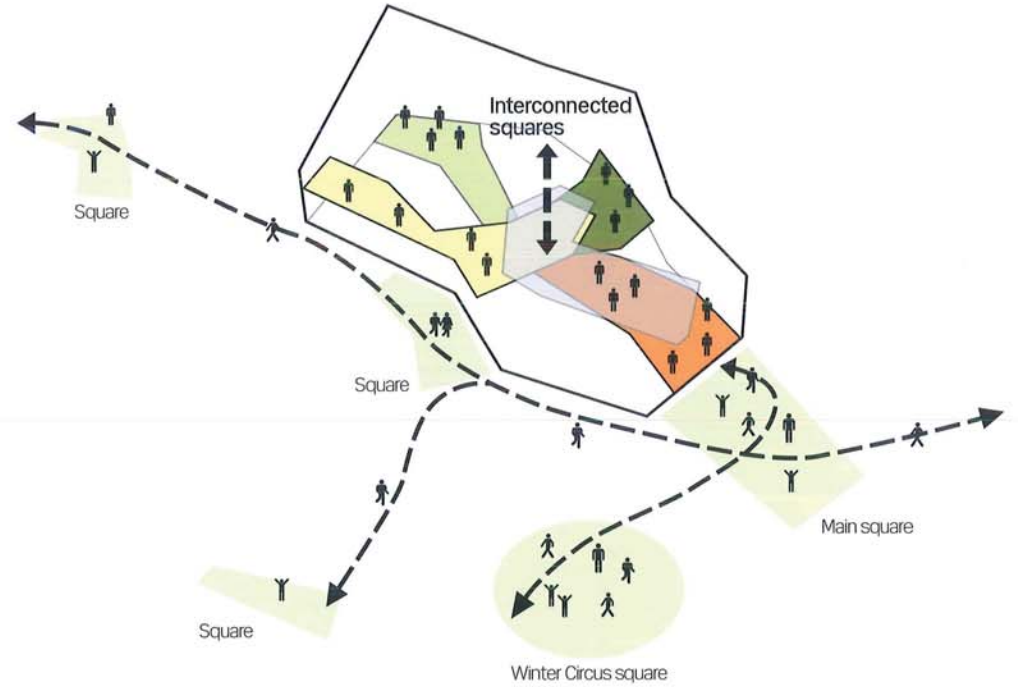 Interconnected
squares
Square
Square
Main square
Square
Winter Circus square